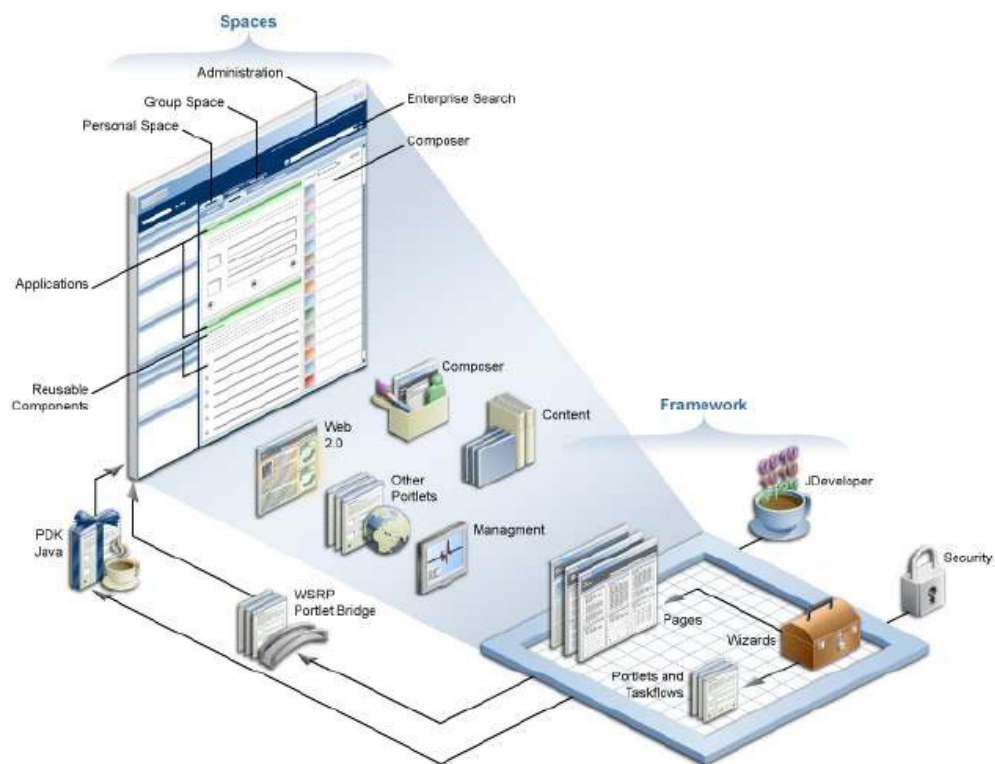 Spaces
Administration
Group Space
Enterprise Search
Personal Space
Composer
Applications
Reusable
Components
Composer
Content
Framework
Web
2.0
Other
Portlets
JDeveloper
Managment
PDK
Java
Security
WSRP
Portlet Bridge
Pages
Wizards
Portlets and
Taskflows